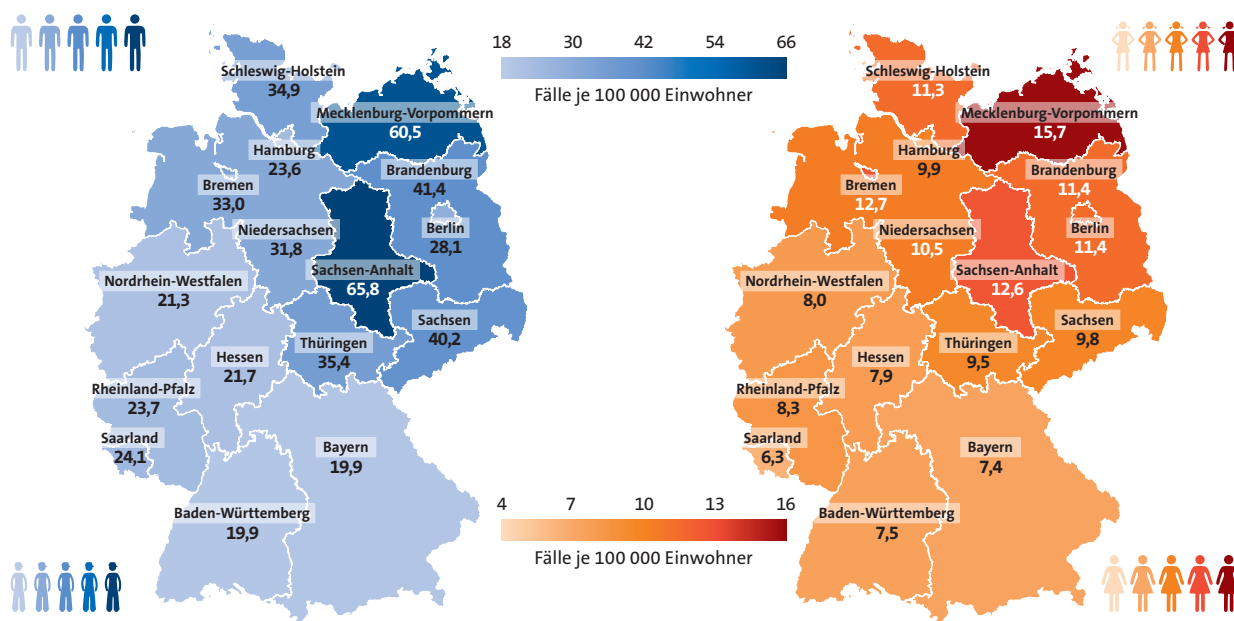 18 30 42 54 66
Fälle je 100 000 Einwohner
Schleswig-Holstein
34,9
Mecklenburg-Vorpommern
60,5
Hamburg
23,6
Brandenburg
41,4
Bremen
33,0
Niedersachsen
31,8
Berlin
28,1
Sachsen-Anhalt
65,8
Nordrhein-Westfalen
21,3
Sachsen
40,2
Thüringen
35,4
Hessen
21,7
Rheinland-Pfalz
23,7
Saarland
24,1
Bayern
19,9
Baden-Württemberg
19,9
Schleswig-Holstein
11,3
Mecklenburg-Vorpommern
15,7
Hamburg
9,9
Brandenburg
11,4
Bremen
12,7
Niedersachsen
10,5
Berlin
11,4
Sachsen-Anhalt
12,6
Nordrhein-Westfalen
8,0
Sachsen
9,8
Thüringen
9,5
Hessen
7,9
Rheinland-Pfalz
8,3
Saarland
6,3
Bayern
7,4
Baden-Württemberg
7,5
4 7 10 13 16
Fälle je 100 000 Einwohner